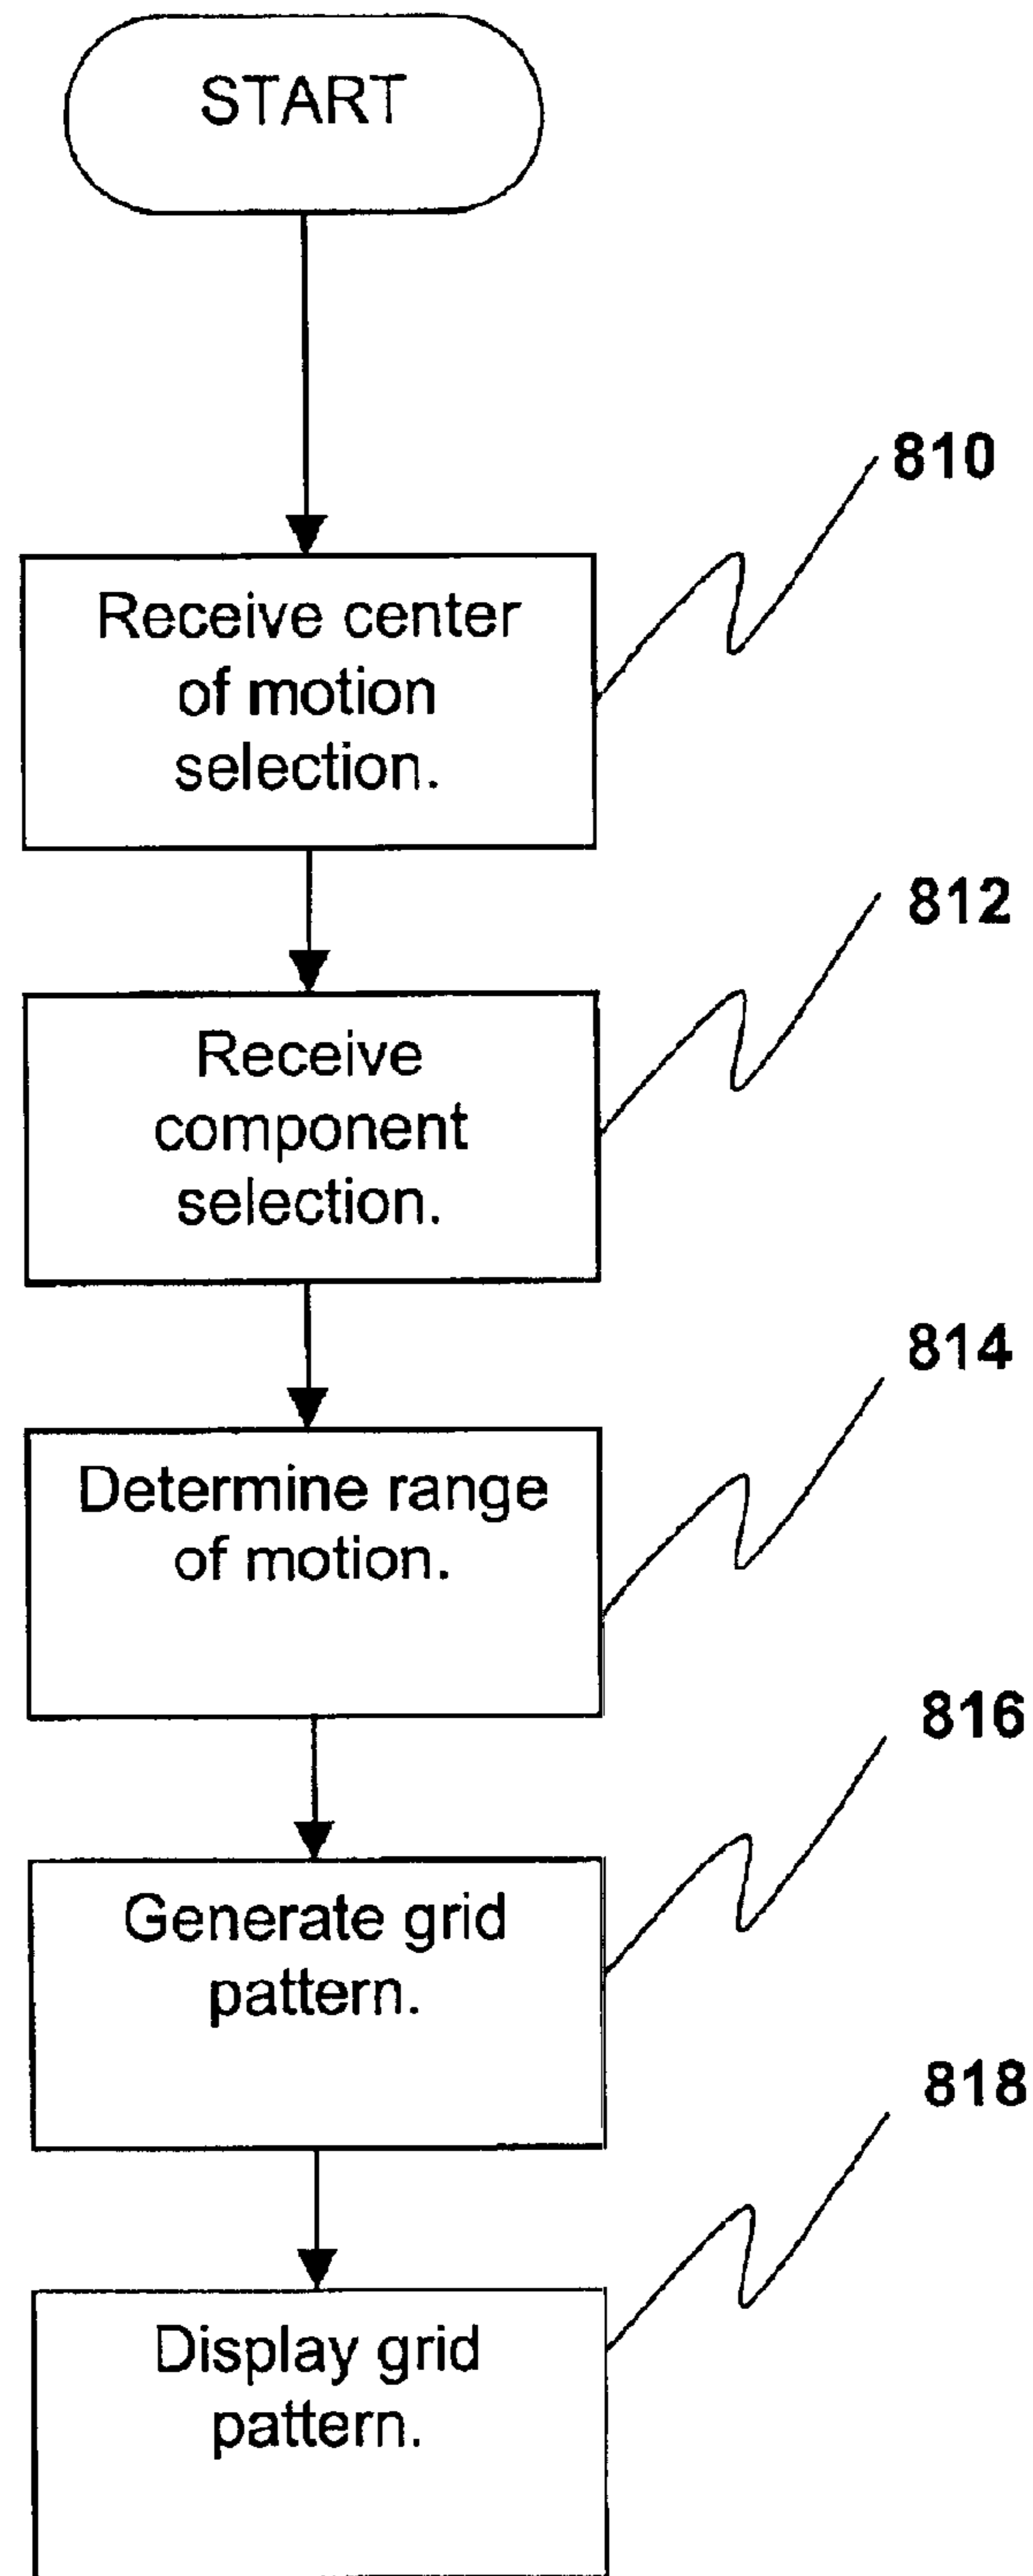 START
810
Receive center
of motion
selection.
812
Receive
component
selection.
814
Determine range
of motion.
816
Generate grid
pattern.
818
Display grid
pattern.